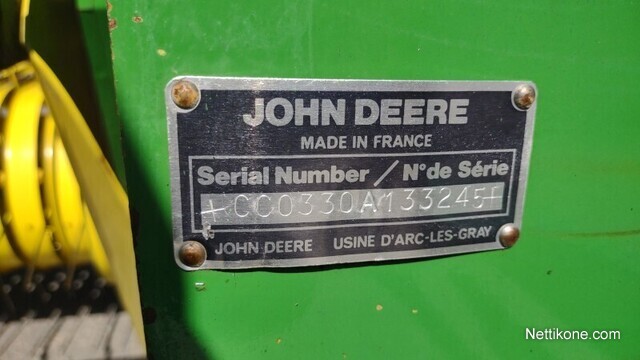 JOHN DEERE
MADE IN FRANCE
Serial Number / N° de Série
+CC0330A133245+
JOHN DEERE USINE D'ARC-LES-GRAY
Nettikone.com